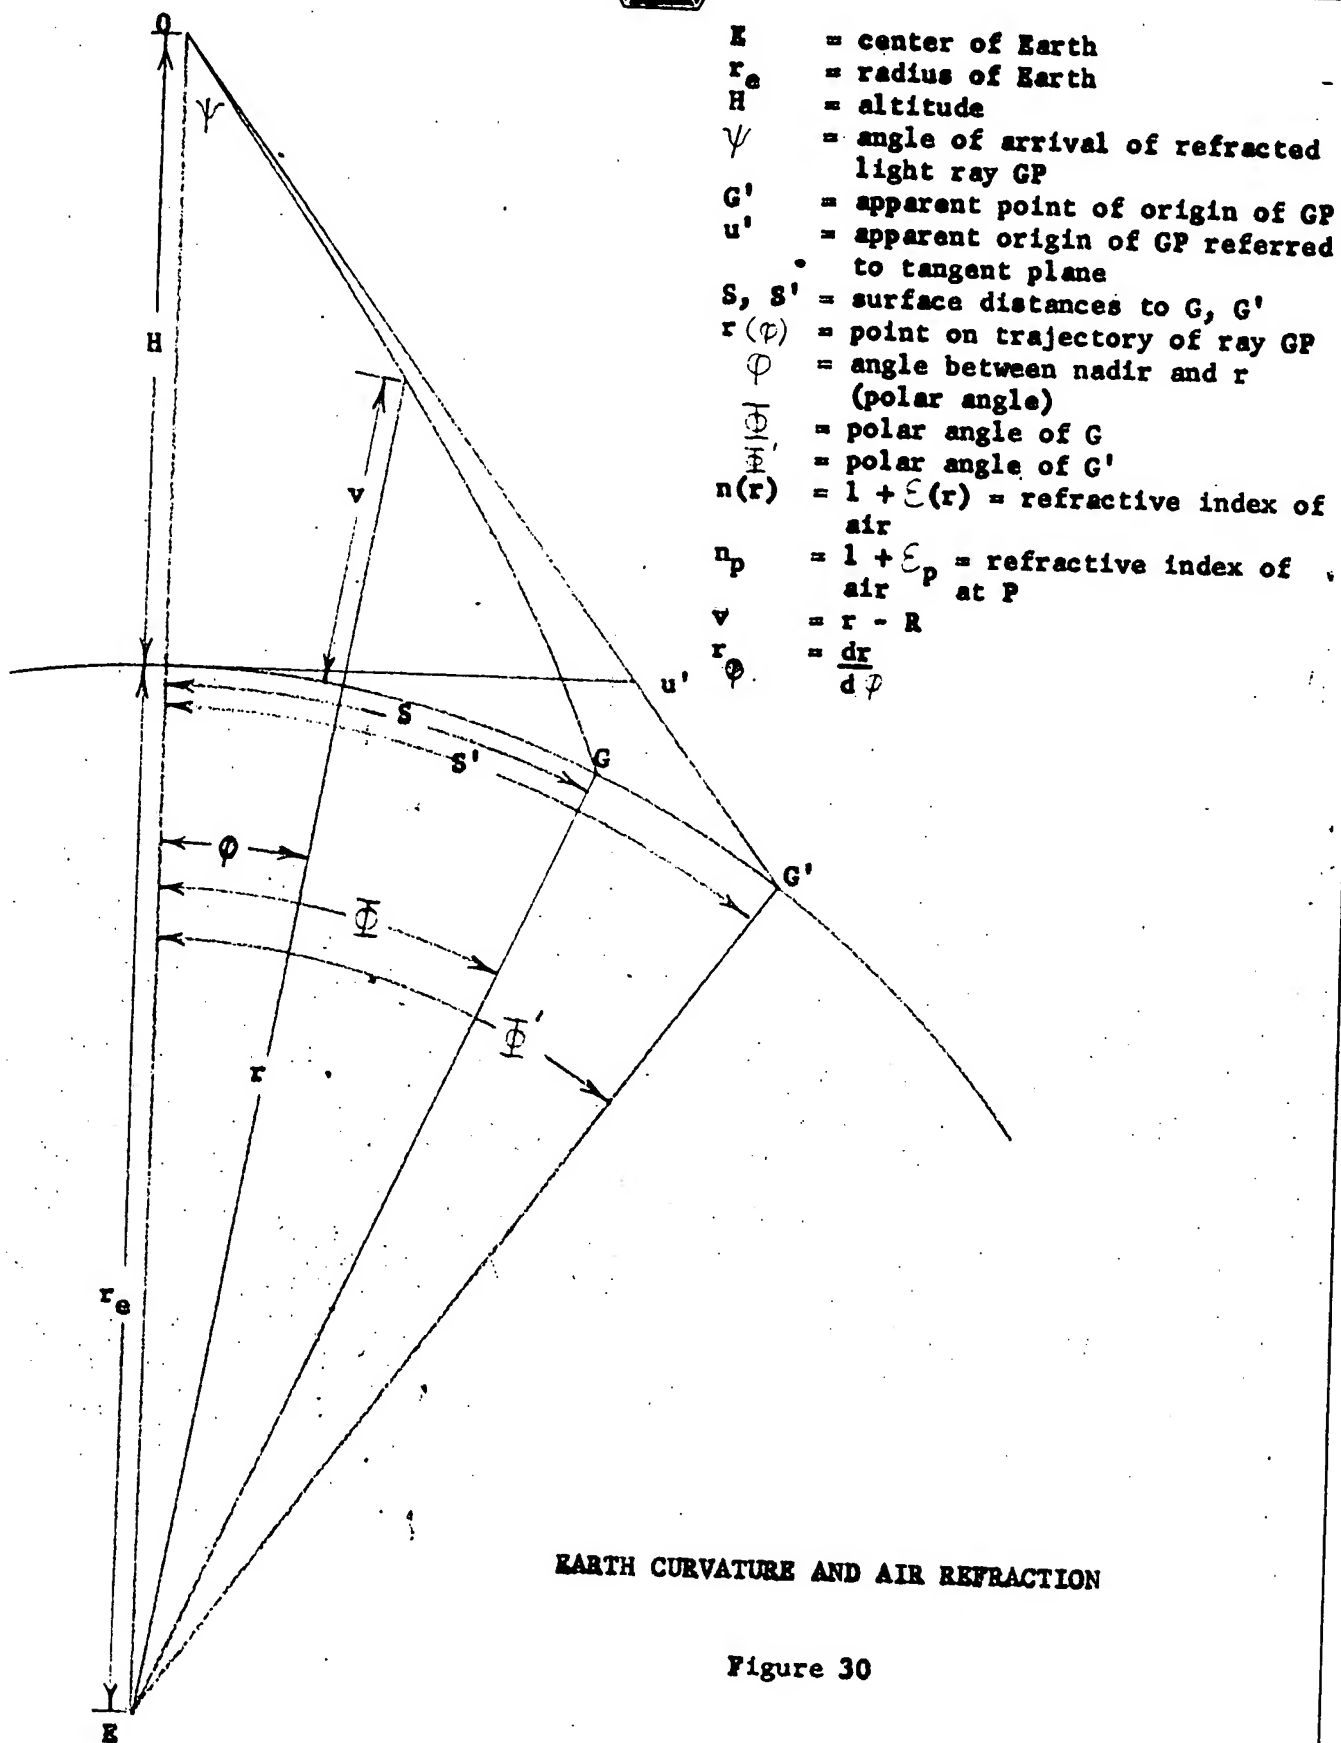 O
ψ
H
v
u'
S
S'
G
G'
φ
Φ
Φ'
r
r_e
E
E = center of Earth
r_e = radius of Earth
H = altitude
ψ = angle of arrival of refracted
light ray GP
G' = apparent point of origin of GP
u' = apparent origin of GP referred
to tangent plane
S, S' = surface distances to G, G'
r(φ) = point on trajectory of ray GP
φ = angle between nadir and r
(polar angle)
Φ = polar angle of G
Φ' = polar angle of G'
n(r) = 1 + ε(r) = refractive index of
air
n_p = 1 + ε_p = refractive index of
air at P
v = r - R
r_φ = dr
dφ
EARTH CURVATURE AND AIR REFRACTION
Figure 30